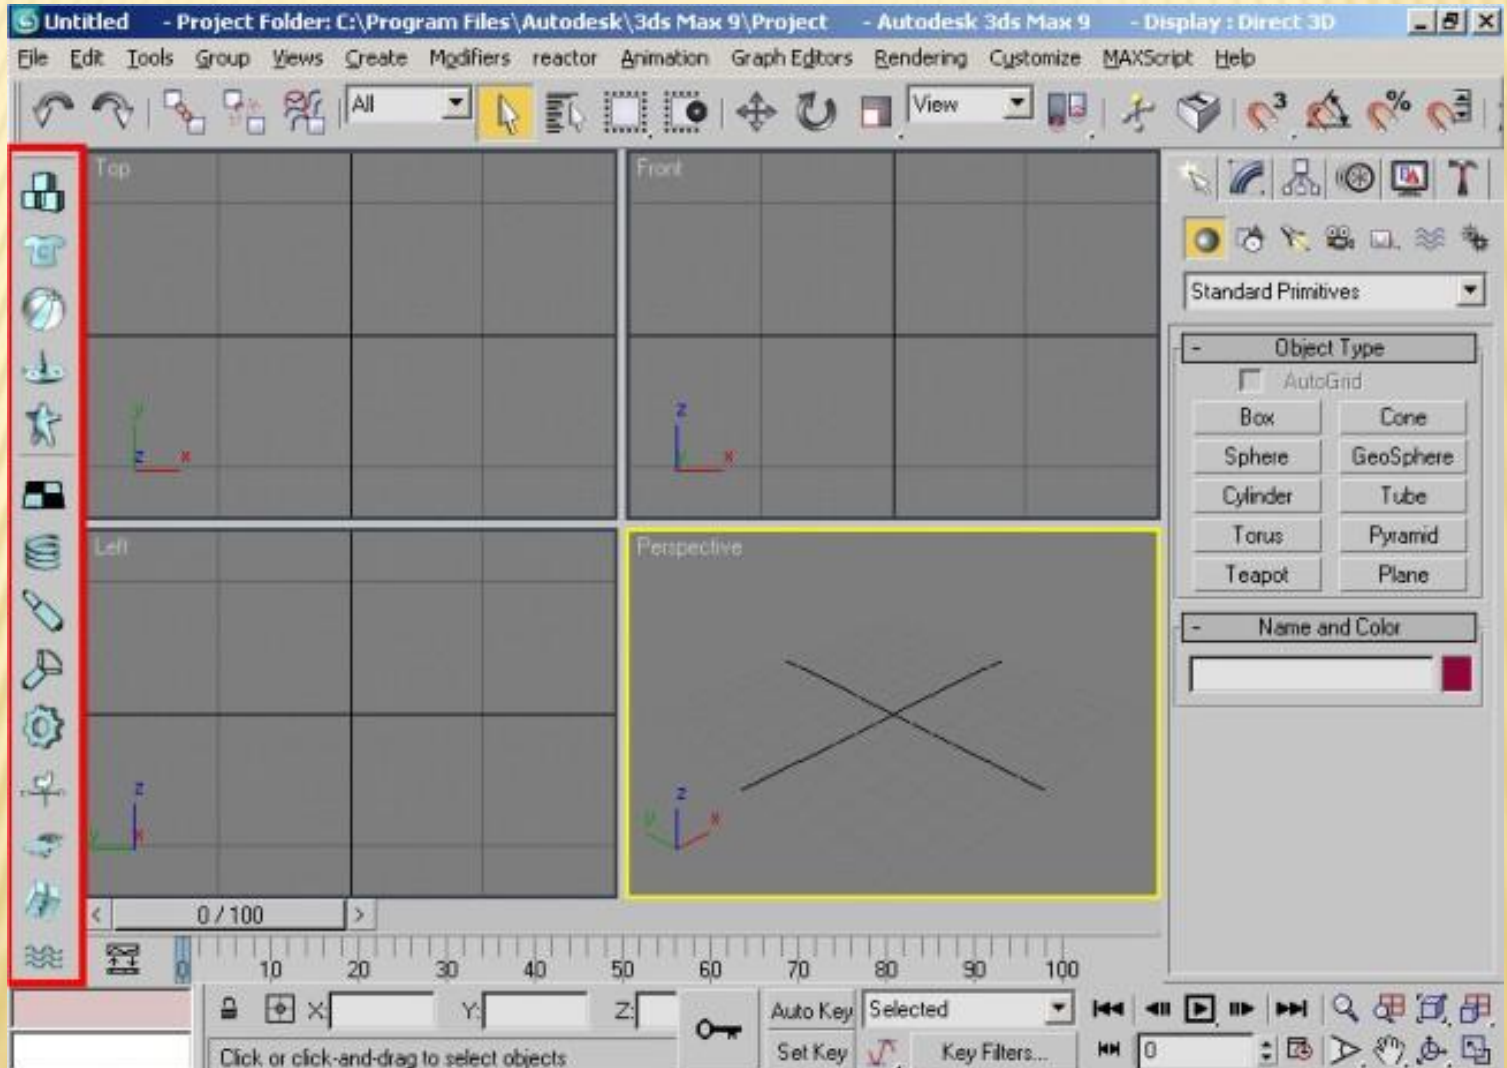 Untitled - Project Folder: C:\Program Files\Autodesk\3ds Max 9\Project - Autodesk 3ds Max 9 - Display : Direct 3D
File Edit Tools Group Views Create Modifiers reactor Animation Graph Editors Rendering Customize MAXScript Help
All View 3 %
Top Front
Standard Primitives
- Object Type
AutoGrid
Box Cone
Sphere GeoSphere
Cylinder Tube
Torus Pyramid
Teapot Plane
y z
z x y x
Left Perspective
- Name and Color
z z
y x y x
< 0 / 100 >
0 10 20 30 40 50 60 70 80 90 100
X: Y: Z: Auto Key Selected
Click or click-and-drag to select objects Set Key Key Filters... 0